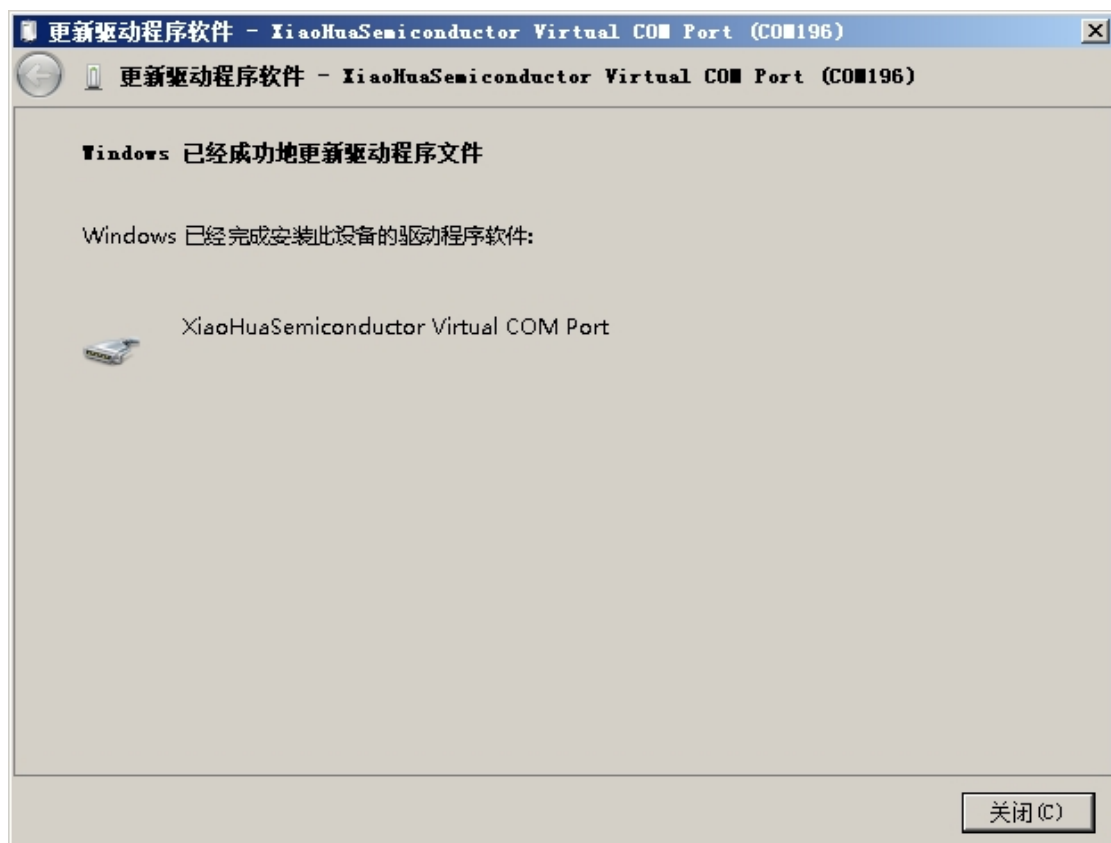 更新驱动程序软件 - XiaoHuaSemiconductor Virtual COM Port (COM196)
更新驱动程序软件 - XiaoHuaSemiconductor Virtual COM Port (COM196)
Windows 已经成功地更新驱动程序文件
Windows 已经完成安装此设备的驱动程序软件:
XiaoHuaSemiconductor Virtual COM Port
关闭(C)